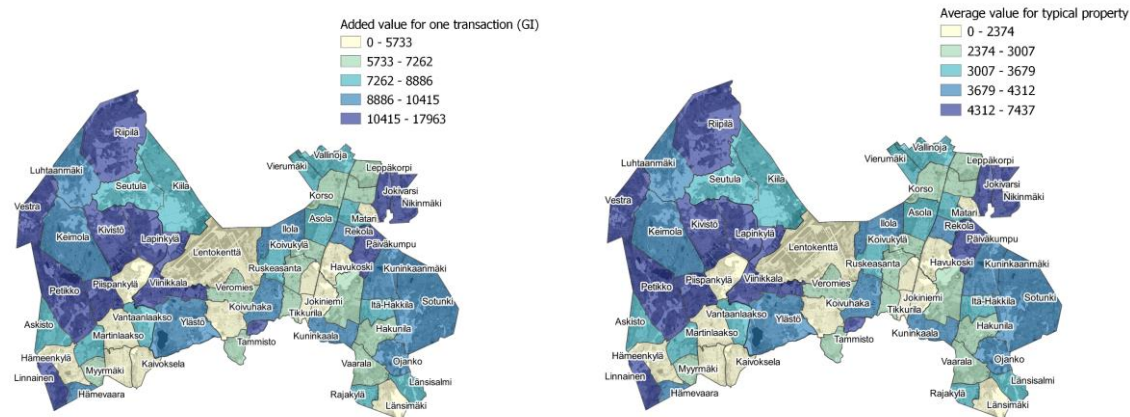 Added value for one transaction (GI)
0 - 5733
5733 - 7262
7262 - 8886
8886 - 10415
10415 - 17963
Riipilä
Luhtaanmäki
Seutula
Kiila
Vestra
Keimola
Kivistö
Lapinkylä
Vierumäki
Vallinoja
Leppäkorpi
Korso
Jokivarsi
Nikinmäki
Asola
Matari
Ilola
Rekola
Lentokenttä
Koivukylä
Päiväkumpu
Ruskeasanta
Havukoski
Kuninkaanmäki
Petikko
Piispankylä
Viinikkala
Veromies
Jokiniemi
Itä-Hakkila
Sotunki
Koivuhaka
Tikkurila
Askisto
Vantaanlaakso
Ylästö
Martinlaakso
Kuninkaala
Hakunila
Tammisto
Hämeenkylä
Kaivoksela
Myyrmäki
Vaarala
Ojanko
Linnainen
Hämevaara
Rajakylä
Länsisalmi
Länsimäki
Average value for typical property
0 - 2374
2374 - 3007
3007 - 3679
3679 - 4312
4312 - 7437
Riipilä
Luhtaanmäki
Seutula
Kiila
Vestra
Keimola
Kivistö
Lapinkylä
Vierumäki
Vallinoja
Leppäkorpi
Korso
Jokivarsi
Nikinmäki
Asola
Matari
Ilola
Rekola
Lentokenttä
Koivukylä
Päiväkumpu
Ruskeasanta
Havukoski
Kuninkaanmäki
Petikko
Piispankylä
Viinikkala
Veromies
Jokiniemi
Itä-Hakkila
Sotunki
Koivuhaka
Tikkurila
Askisto
Vantaanlaakso
Ylästö
Martinlaakso
Kuninkaala
Hakunila
Tammisto
Hämeenkylä
Kaivoksela
Myyrmäki
Vaarala
Ojanko
Linnainen
Hämevaara
Rajakylä
Länsisalmi
Länsimäki